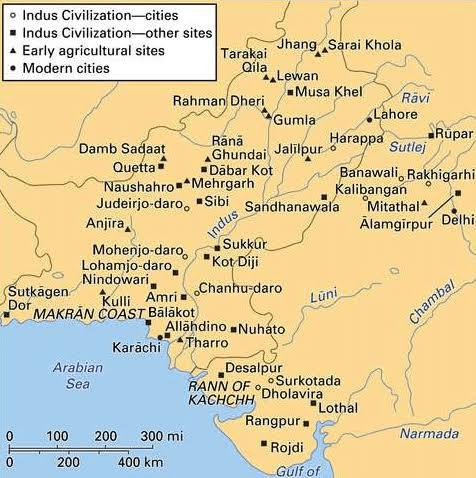 Indus Civilization—cities
Indus Civilization—other sites
Early agricultural sites
Modern cities
Jhang
Sarai Khola
Tarakai
Qila
Lewan
Musa Khel
Rahman Dheri
Gumla
Rāvi
Lahore
Harappa
Rūpar
Sutlej
Damb Sadaat
Rānā
Ghundai
Jalīlpur
Quetta
Dābar Kot
Banawali
Rakhigarhi
Naushahro
Mehrgarh
Kalibangan
Judeirjo-daro
Sibi
Sandhanawala
Mitathal
Ālamgīrpur
Delhi
Anjīra
Indus
Mohenjo-daro
Sukkur
Lohamjo-daro
Kot Diji
Nindowari
Sutkāgen
Dor
Kulli
Amri
Chanhu-daro
Lūni
Chambal
MAKRĀN COAST
Bālākot
Allāhdino
Nuhato
Karāchi
Tharro
Arabian
Sea
Desalpur
RANN OF
KACHCHH
Surkotada
Dholavira
Lothal
Rangpur
Narmada
Rojdi
Gulf of
0 100 200 300 mi
0 200 400 km